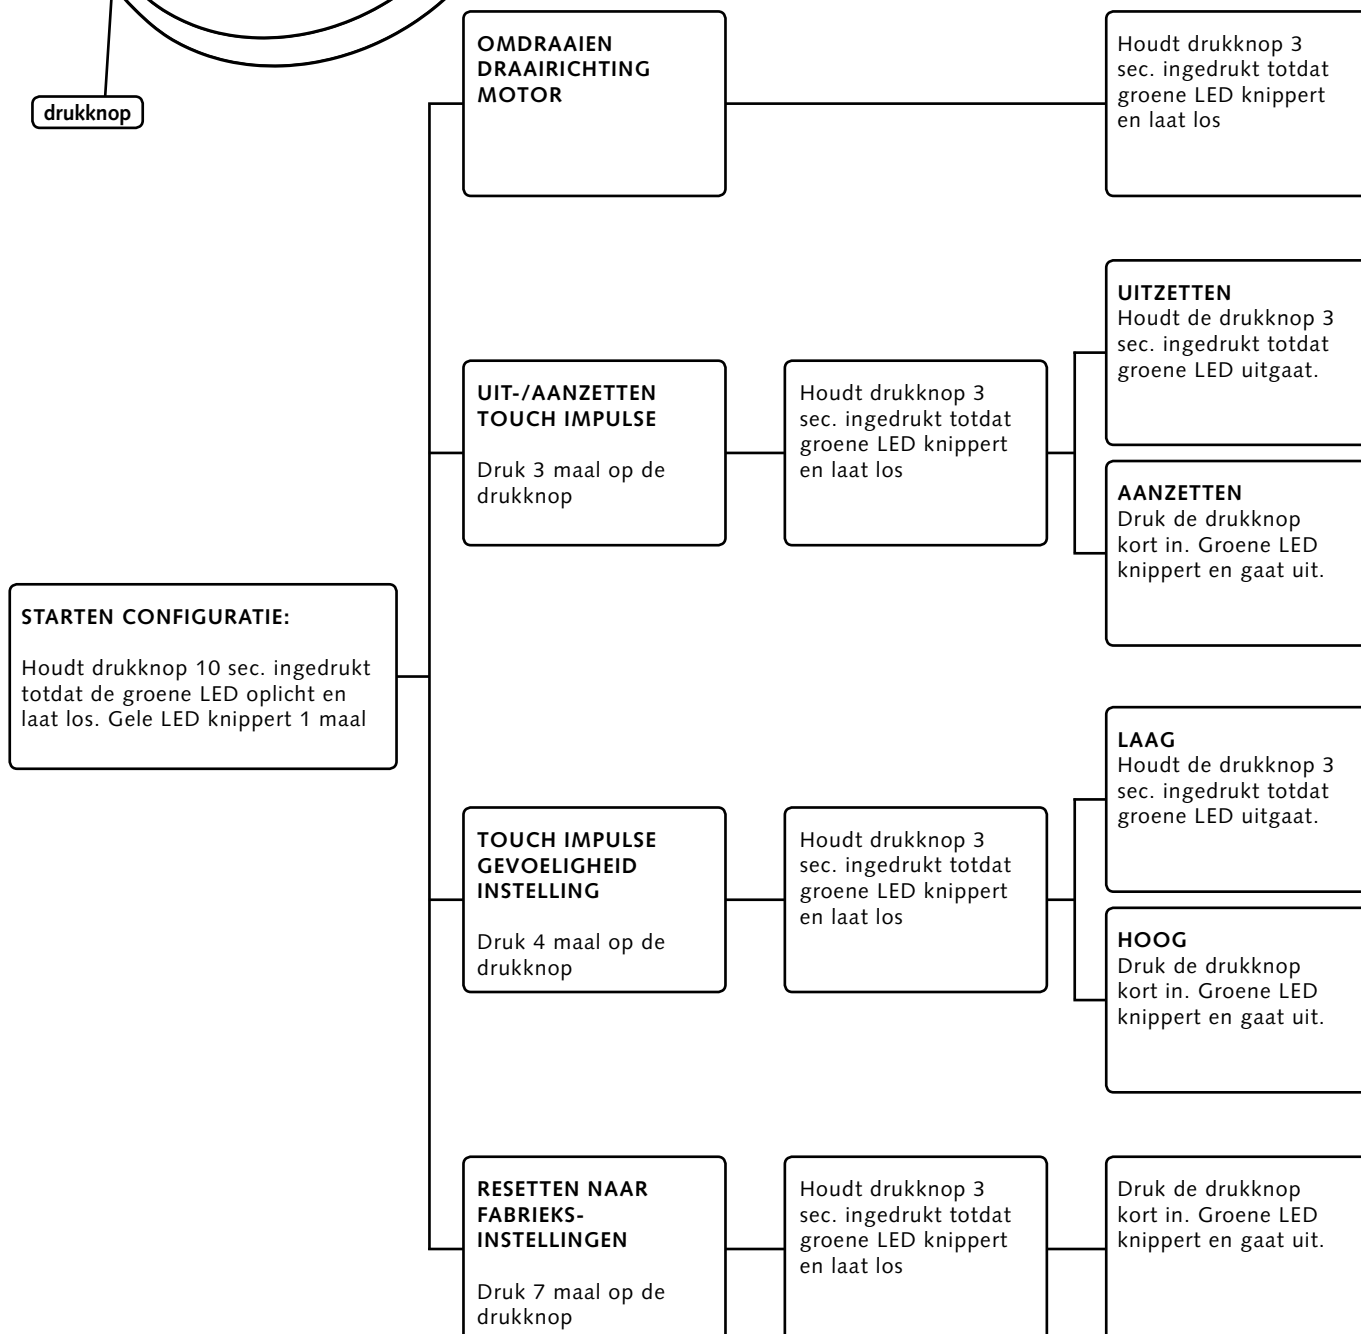 drukknop
OMDRAAIEN
DRAAIRICHTING
MOTOR
Houdt drukknop 3
sec. ingedrukt totdat
groene LED knippert
en laat los
UIT-/AANZETTEN
TOUCH IMPULSE
Druk 3 maal op de
drukknop
Houdt drukknop 3
sec. ingedrukt totdat
groene LED knippert
en laat los
UITZETTEN
Houdt de drukknop 3
sec. ingedrukt totdat
groene LED uitgaat.
AANZETTEN
Druk de drukknop
kort in. Groene LED
knippert en gaat uit.
STARTEN CONFIGURATIE:
Houdt drukknop 10 sec. ingedrukt
totdat de groene LED oplicht en
laat los. Gele LED knippert 1 maal
TOUCH IMPULSE
GEVOELIGHEID
INSTELLING
Druk 4 maal op de
drukknop
Houdt drukknop 3
sec. ingedrukt totdat
groene LED knippert
en laat los
LAAG
Houdt de drukknop 3
sec. ingedrukt totdat
groene LED uitgaat.
HOOG
Druk de drukknop
kort in. Groene LED
knippert en gaat uit.
RESETTEN NAAR
FABRIEKS-
INSTELLINGEN
Druk 7 maal op de
drukknop
Houdt drukknop 3
sec. ingedrukt totdat
groene LED knippert
en laat los
Druk de drukknop
kort in. Groene LED
knippert en gaat uit.